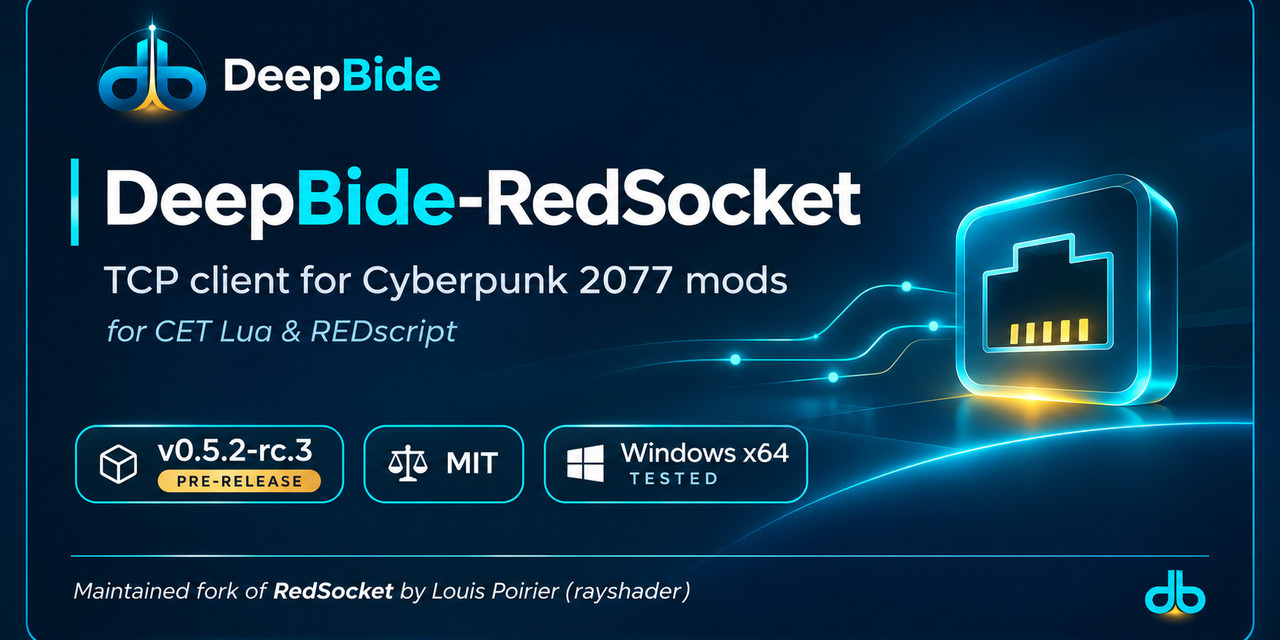 DeepBide
DeepBide-RedSocket
TCP client for Cyberpunk 2077 mods
for CET Lua & REDscript
v0.5.2-rc.3
PRE-RELEASE
MIT
Windows x64
TESTED
Maintained fork of RedSocket by Louis Poirier (rayshader)
db